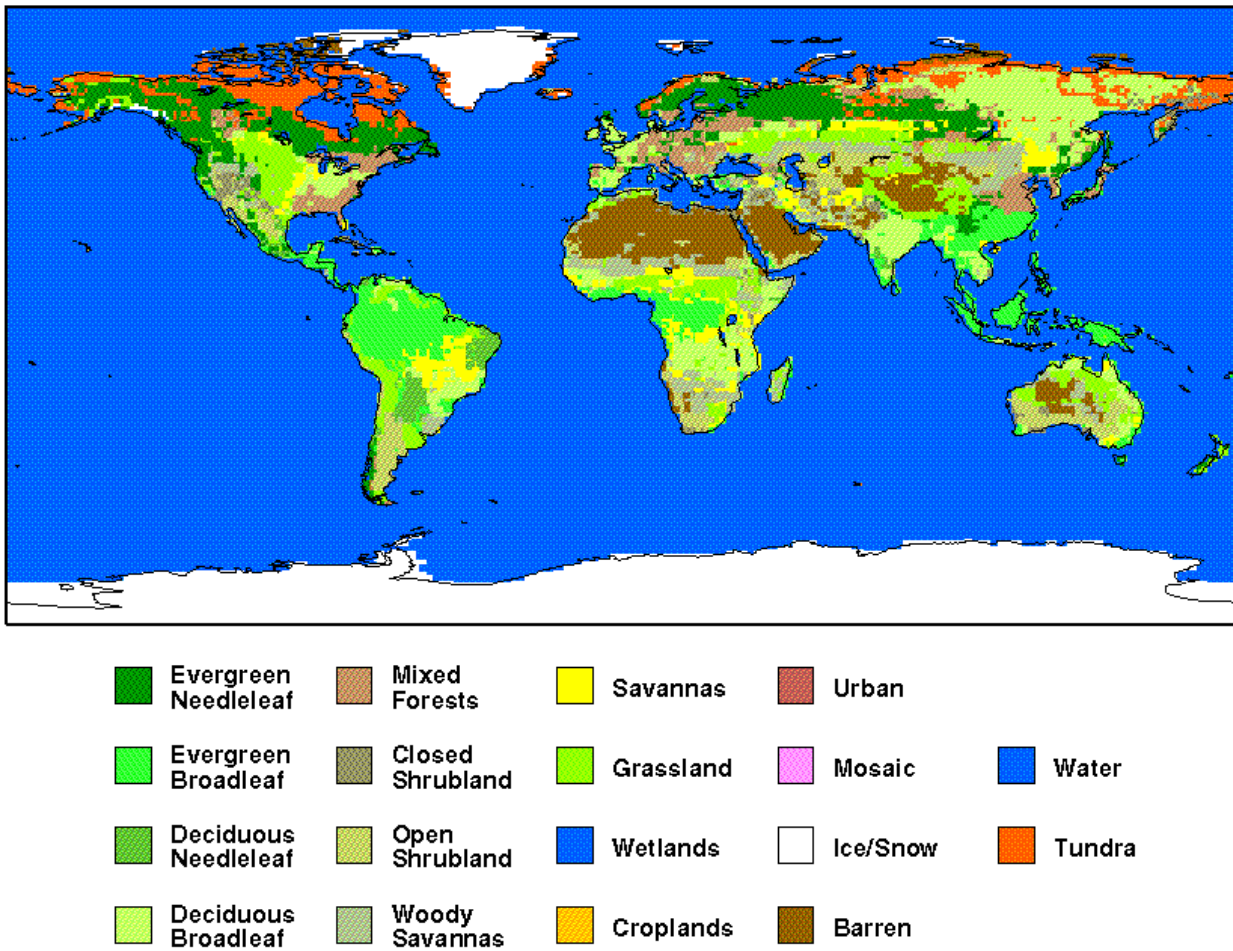 Evergreen
Needleleaf
Mixed
Forests
Savannas
Urban
Evergreen
Broadleaf
Closed
Shrubland
Grassland
Mosaic
Water
Deciduous
Needleleaf
Open
Shrubland
Wetlands
Ice/Snow
Tundra
Deciduous
Broadleaf
Woody
Savannas
Croplands
Barren